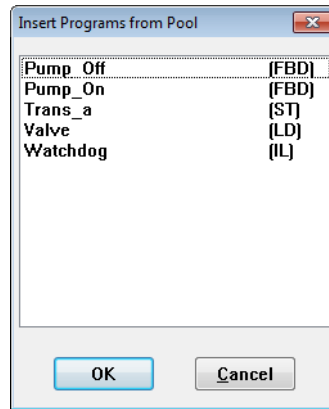 Insert Programs from Pool
Pump_Off (FBD)
Pump_On (FBD)
Trans_a (ST)
Valve (LD)
Watchdog (IL)
OK Cancel